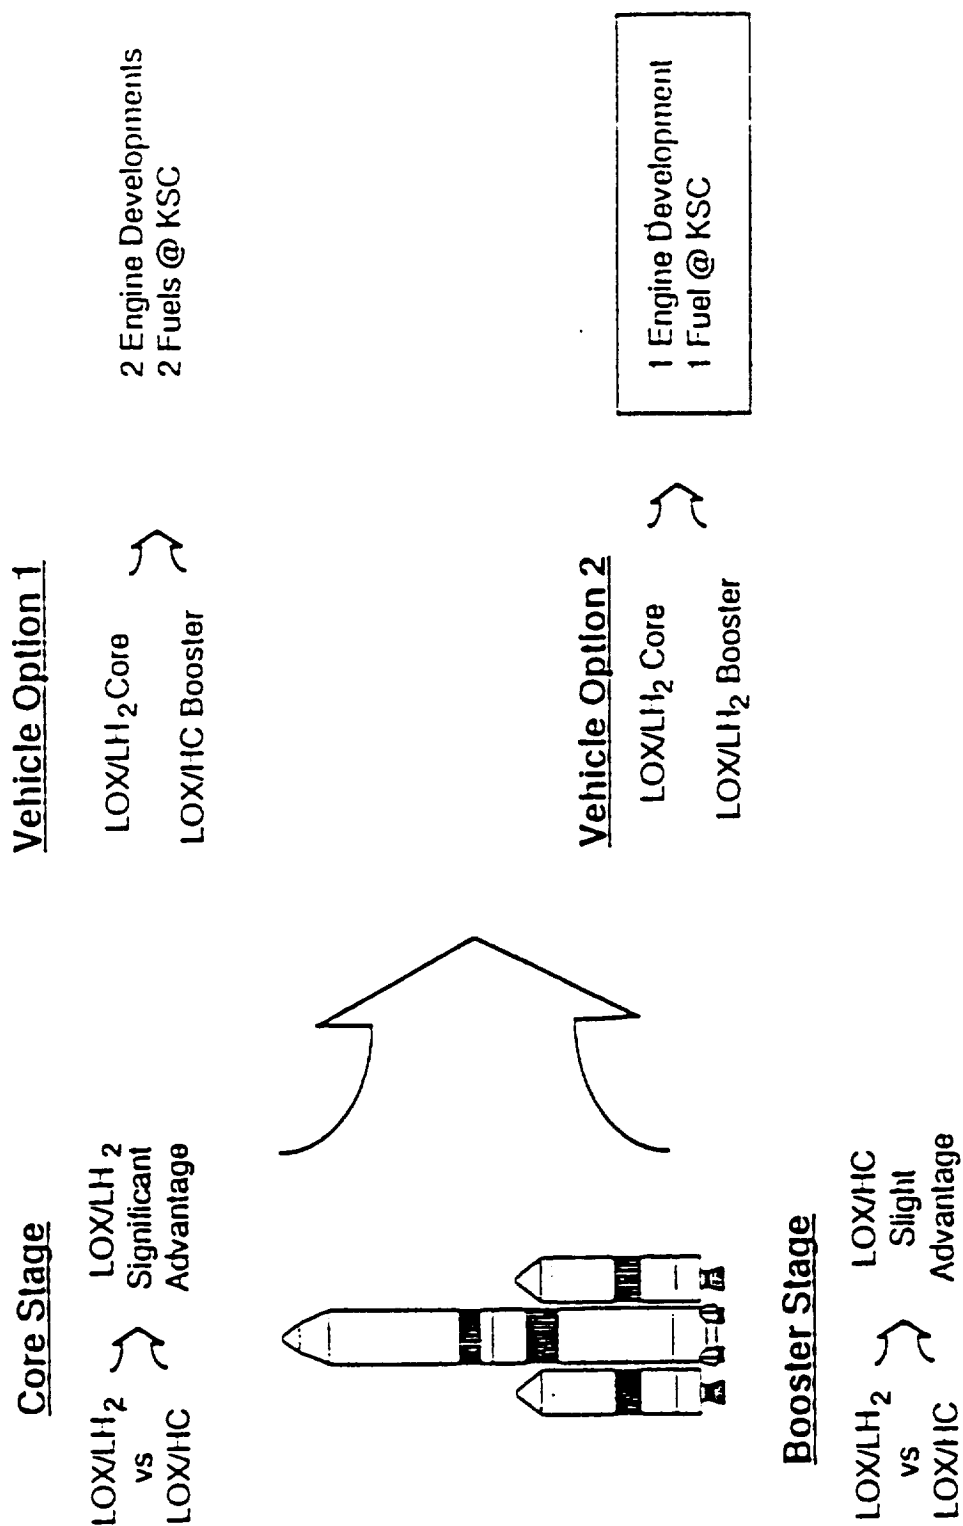 Core Stage
LOX/LH2
vs
LOX/HC
LOX/LH2
Significant
Advantage
Booster Stage
LOX/LH2
vs
LOX/HC
LOX/HC
Slight
Advantage
Vehicle Option 1
LOX/LH2 Core
LOX/HC Booster
2 Engine Developments
2 Fuels @ KSC
Vehicle Option 2
LOX/LH2 Core
LOX/LH2 Booster
1 Engine Development
1 Fuel @ KSC